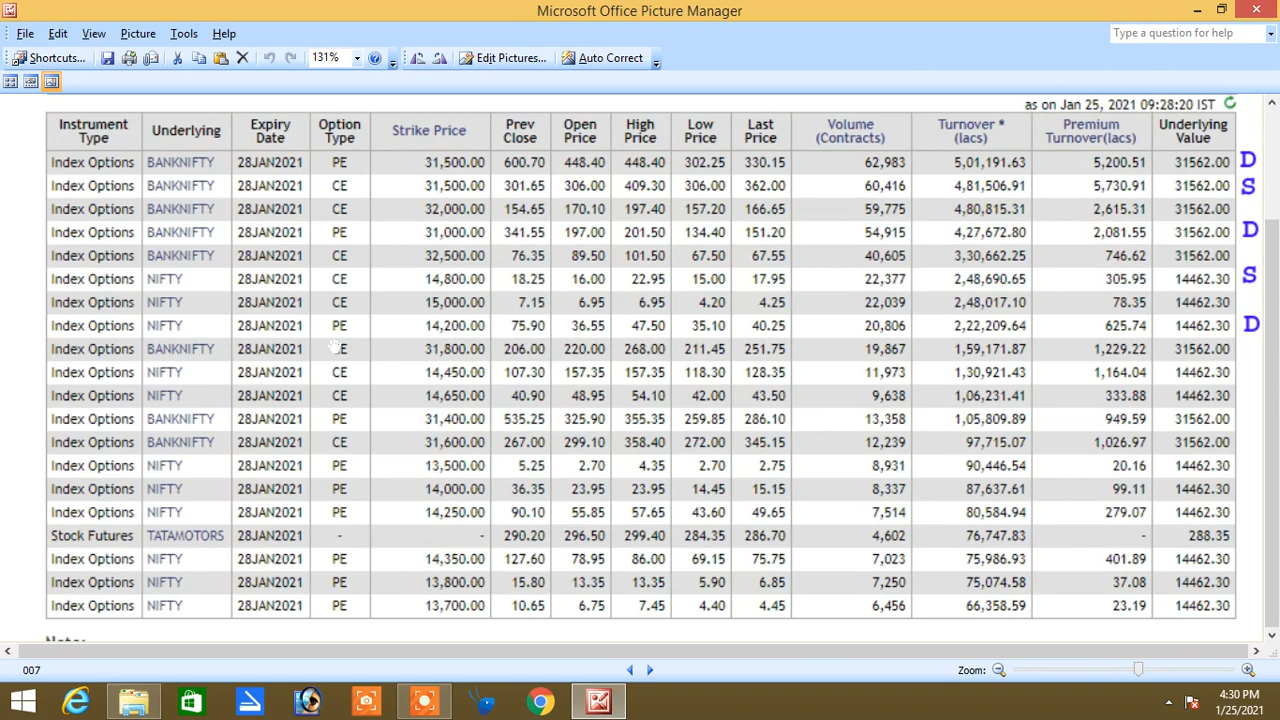 Microsoft Office Picture Manager
File Edit View Picture Tools Help
Type a question for help
Shortcuts... 131% Edit Pictures... Auto Correct
as on Jan 25, 2021 09:28:20 IST
Instrument Type Underlying Expiry Date Option Type Strike Price Prev Close Open Price High Price Low Price Last Price Volume (Contracts) Turnover * (lacs) Premium Turnover(lacs) Underlying Value
Index Options BANKNIFTY 28JAN2021 PE 31,500.00 600.70 448.40 448.40 302.25 330.15 62,983 5,01,191.63 5,200.51 31562.00 D
Index Options BANKNIFTY 28JAN2021 CE 31,500.00 301.65 306.00 409.30 306.00 362.00 60,416 4,81,506.91 5,730.91 31562.00 S
Index Options BANKNIFTY 28JAN2021 CE 32,000.00 154.65 170.10 197.40 157.20 166.65 59,775 4,80,815.31 2,615.31 31562.00
Index Options BANKNIFTY 28JAN2021 PE 31,000.00 341.55 197.00 201.50 134.40 151.20 54,915 4,27,672.80 2,081.55 31562.00 D
Index Options BANKNIFTY 28JAN2021 CE 32,500.00 76.35 89.50 101.50 67.50 67.55 40,605 3,30,662.25 746.62 31562.00
Index Options NIFTY 28JAN2021 CE 14,800.00 18.25 16.00 22.95 15.00 17.95 22,377 2,48,690.65 305.95 14462.30 S
Index Options NIFTY 28JAN2021 CE 15,000.00 7.15 6.95 6.95 4.20 4.25 22,039 2,48,017.10 78.35 14462.30
Index Options NIFTY 28JAN2021 PE 14,200.00 75.90 36.55 47.50 35.10 40.25 20,806 2,22,209.64 625.74 14462.30 D
Index Options BANKNIFTY 28JAN2021 E 31,800.00 206.00 220.00 268.00 211.45 251.75 19,867 1,59,171.87 1,229.22 31562.00
Index Options NIFTY 28JAN2021 CE 14,450.00 107.30 157.35 157.35 118.30 128.35 11,973 1,30,921.43 1,164.04 14462.30
Index Options NIFTY 28JAN2021 CE 14,650.00 40.90 48.95 54.10 42.00 43.50 9,638 1,06,231.41 333.88 14462.30
Index Options BANKNIFTY 28JAN2021 PE 31,400.00 535.25 325.90 355.35 259.85 286.10 13,358 1,05,809.89 949.59 31562.00
Index Options BANKNIFTY 28JAN2021 CE 31,600.00 267.00 299.10 358.40 272.00 345.15 12,239 97,715.07 1,026.97 31562.00
Index Options NIFTY 28JAN2021 PE 13,500.00 5.25 2.70 4.35 2.70 2.75 8,931 90,446.54 20.16 14462.30
Index Options NIFTY 28JAN2021 PE 14,000.00 36.35 23.95 23.95 14.45 15.15 8,337 87,637.61 99.11 14462.30
Index Options NIFTY 28JAN2021 PE 14,250.00 90.10 55.85 57.65 43.60 49.65 7,514 80,584.94 279.07 14462.30
Stock Futures TATAMOTORS 28JAN2021 - - 290.20 296.50 299.40 284.35 286.70 4,602 76,747.83 - 288.35
Index Options NIFTY 28JAN2021 PE 14,350.00 127.60 78.95 86.00 69.15 75.75 7,023 75,986.93 401.89 14462.30
Index Options NIFTY 28JAN2021 PE 13,800.00 15.80 13.35 13.35 5.90 6.85 7,250 75,074.58 37.08 14462.30
Index Options NIFTY 28JAN2021 PE 13,700.00 10.65 6.75 7.45 4.40 4.45 6,456 66,358.59 23.19 14462.30
007 Zoom:
4:30 PM
1/25/2021